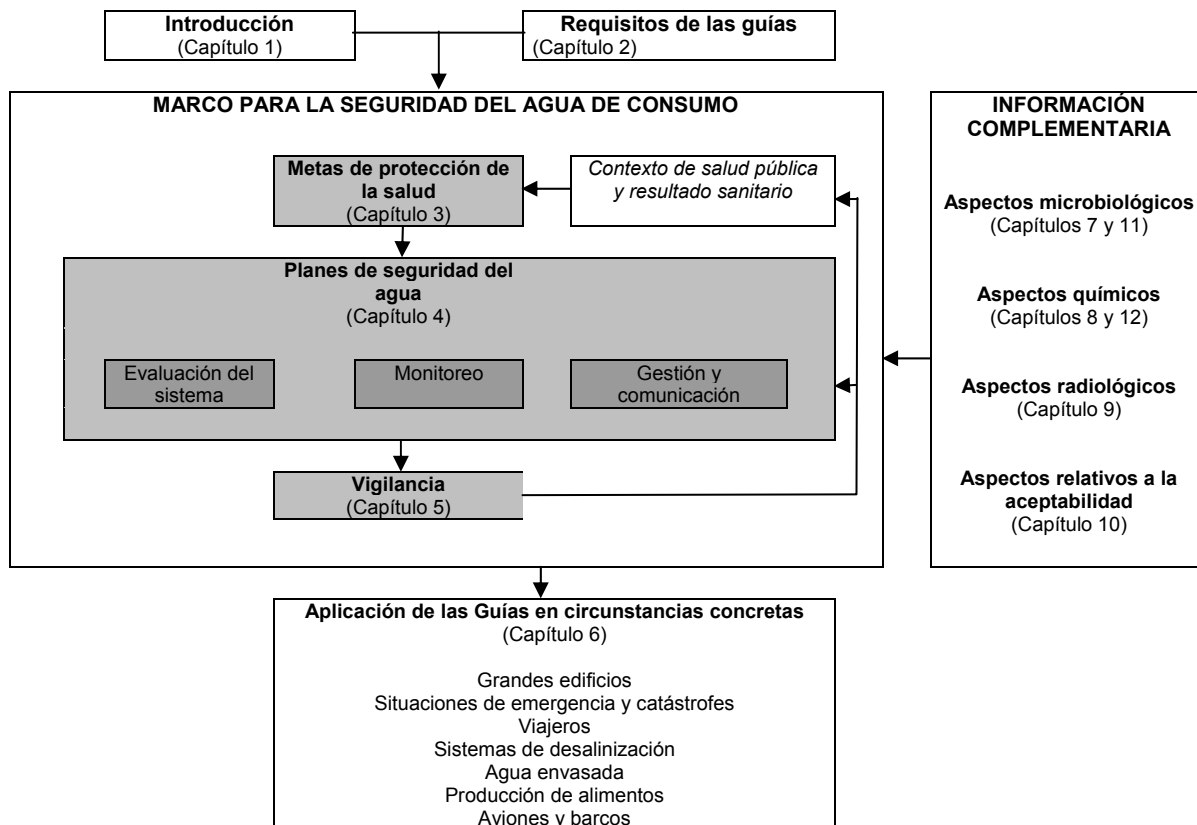 Introducción
(Capítulo 1)
Requisitos de las guías
(Capítulo 2)
MARCO PARA LA SEGURIDAD DEL AGUA DE CONSUMO
Metas de protección de
la salud
(Capítulo 3)
Contexto de salud pública
y resultado sanitario
Planes de seguridad del
agua
(Capítulo 4)
Evaluación del
sistema
Monitoreo
Gestión y
comunicación
Vigilancia
(Capítulo 5)
INFORMACIÓN
COMPLEMENTARIA
Aspectos microbiológicos
(Capítulos 7 y 11)
Aspectos químicos
(Capítulos 8 y 12)
Aspectos radiológicos
(Capítulo 9)
Aspectos relativos a la
aceptabilidad
(Capítulo 10)
Aplicación de las Guías en circunstancias concretas
(Capítulo 6)
Grandes edificios
Situaciones de emergencia y catástrofes
Viajeros
Sistemas de desalinización
Agua envasada
Producción de alimentos
Aviones y barcos